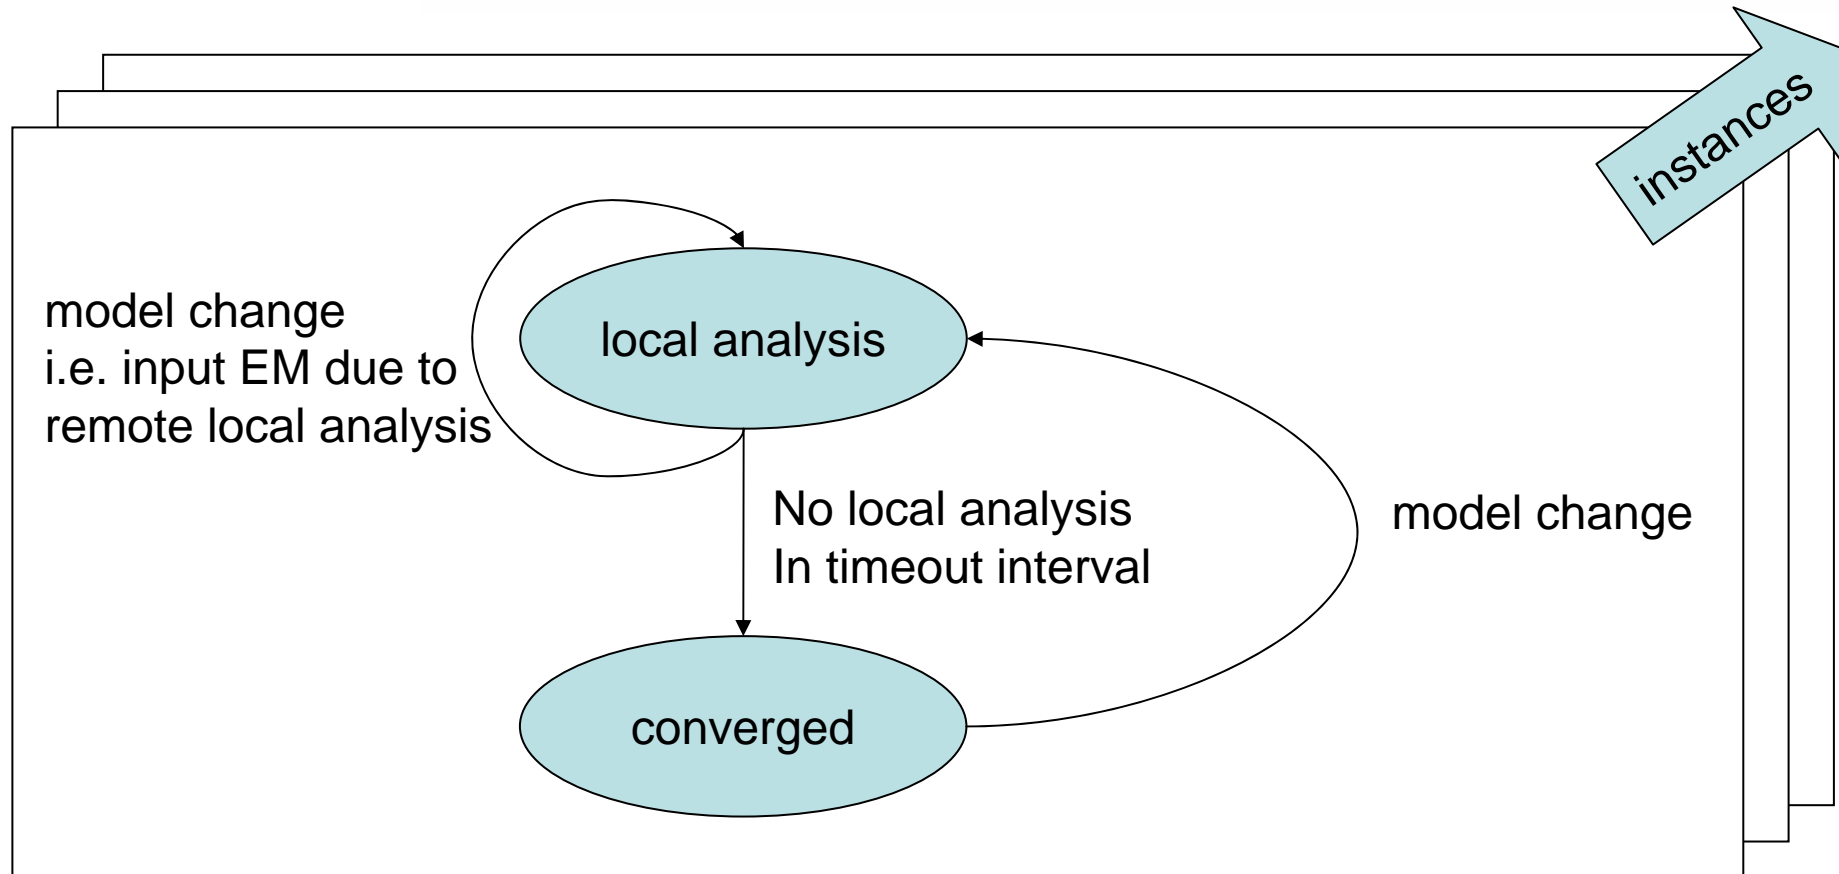 instances
model change
i.e. input EM due to
remote local analysis
local analysis
No local analysis
In timeout interval
model change
converged